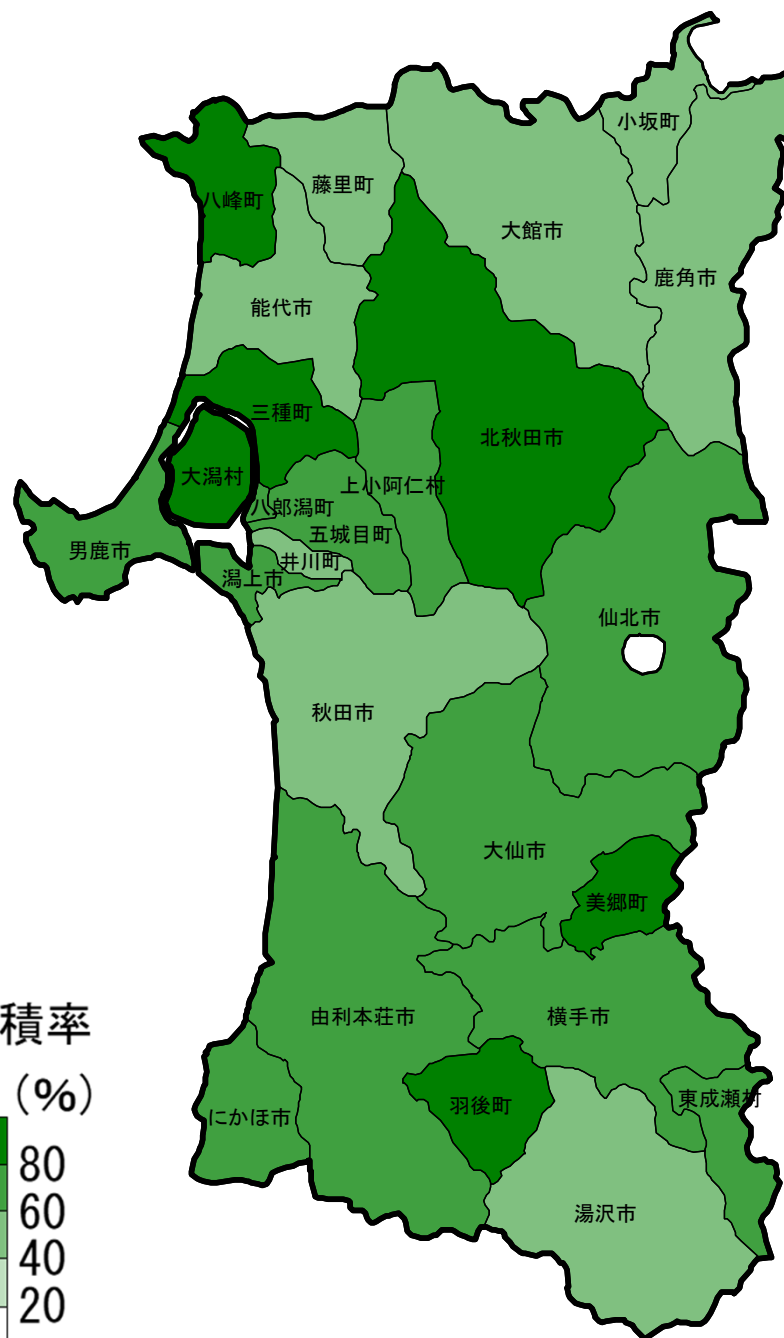 小坂町
藤里町
八峰町
大館市
鹿角市
能代市
三種町
北秋田市
大潟村
上小阿仁村
八郎潟町
五城目町
男鹿市
井川町
潟上市
仙北市
秋田市
大仙市
美郷町
由利本荘市
横手市
東成瀬村
羽後町
にかほ市
湯沢市
積率
(%)
80
60
40
20